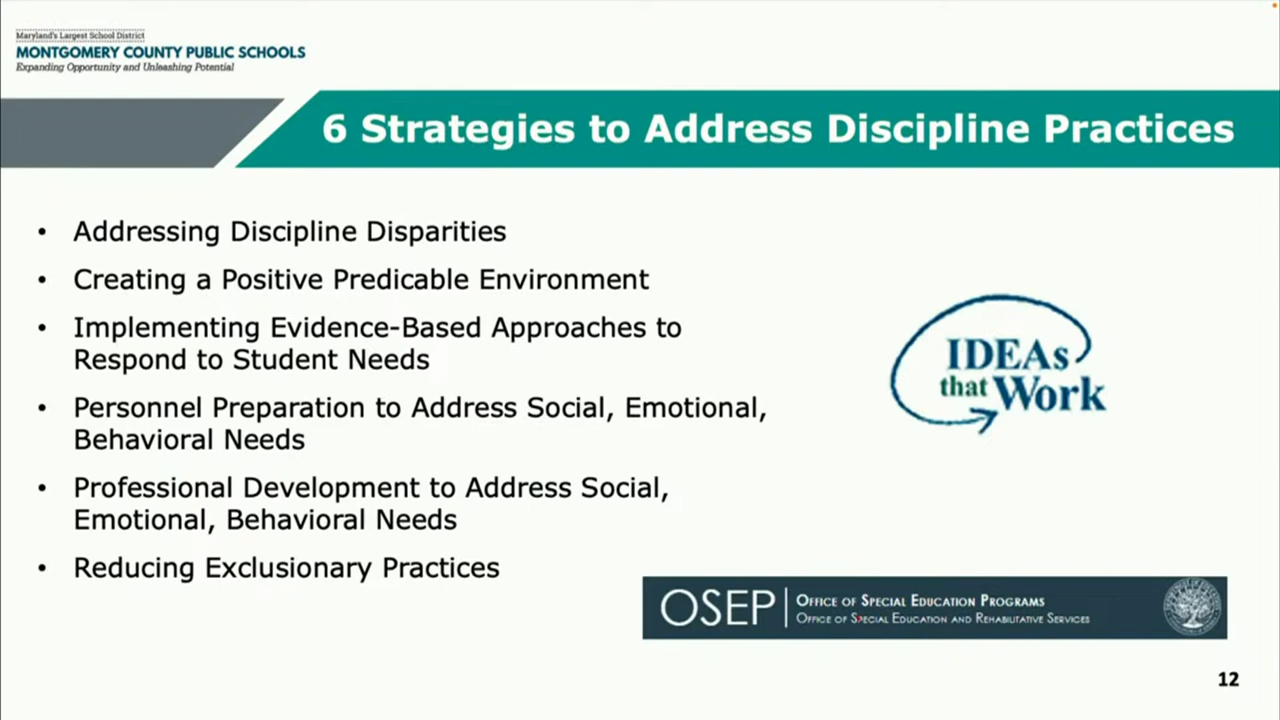 Maryland's Largest School District
MONTGOMERY COUNTY PUBLIC SCHOOLS
Expanding Opportunity and Unleashing Potential
6 Strategies to Address Discipline Practices
• Addressing Discipline Disparities
• Creating a Positive Predicable Environment
• Implementing Evidence-Based Approaches to
Respond to Student Needs
• Personnel Preparation to Address Social, Emotional,
Behavioral Needs
• Professional Development to Address Social,
Emotional, Behavioral Needs
• Reducing Exclusionary Practices
IDEAs
that Work
OSEP
OFFICE OF SPECIAL EDUCATION PROGRAMS
OFFICE OF SPECIAL EDUCATION AND REHABILITATIVE SERVICES
12